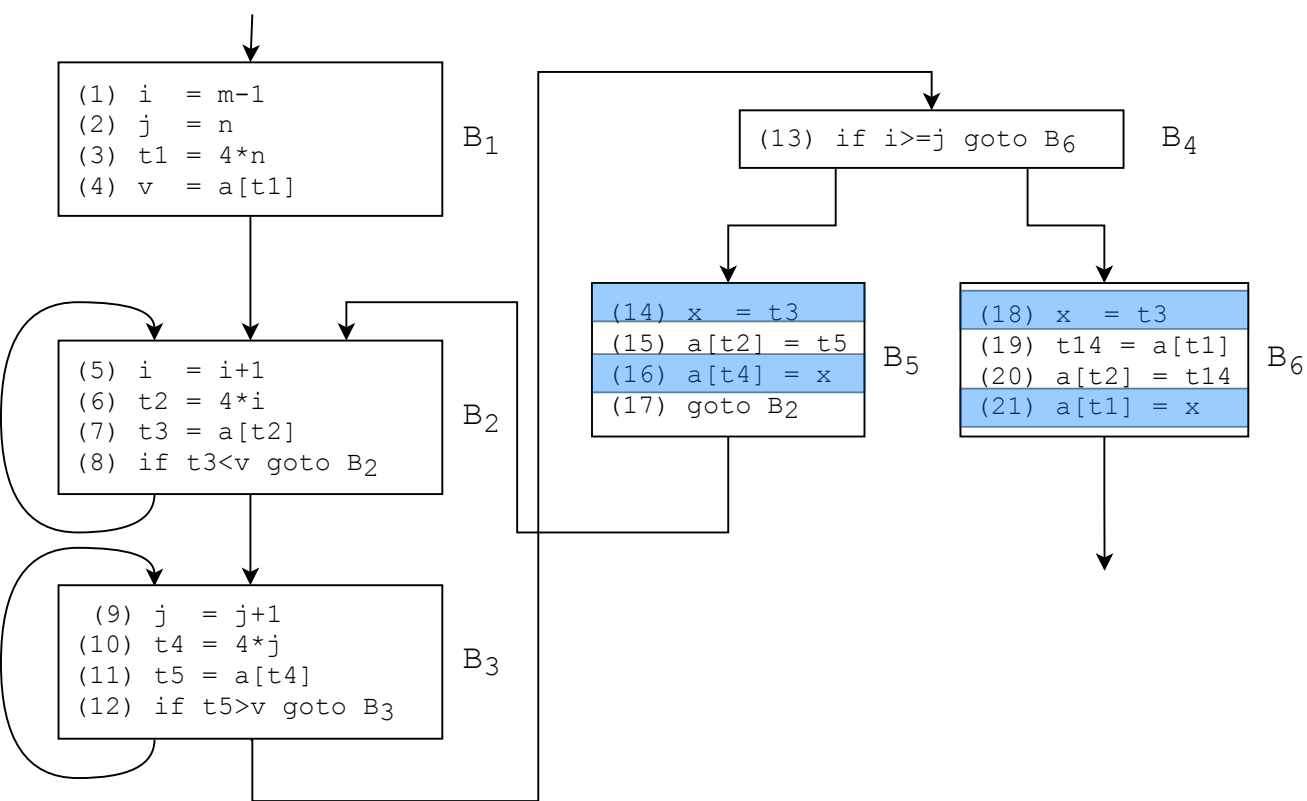 (1) i  = m-1
(2) j  = n
(3) t1 = 4*n
(4) v  = a[t1]
B1
(5) i  = i+1
(6) t2 = 4*i
(7) t3 = a[t2]
(8) if t3<v goto B2
B2
(9) j  = j+1
(10) t4 = 4*j
(11) t5 = a[t4]
(12) if t5>v goto B3
B3
(13) if i>=j goto B6
B4
(14) x  = t3
(15) a[t2] = t5
(16) a[t4] = x
(17) goto B2
B5
(18) x  = t3
(19) t14 = a[t1]
(20) a[t2] = t14
(21) a[t1] = x
B6